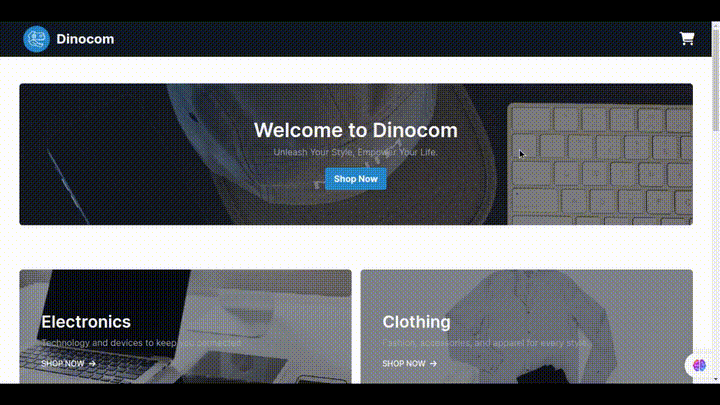 Dinocom
Welcome to Dinocom
Unleash Your Style, Empower Your Life.
Shop Now
Electronics
Technology and devices to keep you connected.
SHOP NOW →
Clothing
Fashion, accessories, and apparel for every style.
SHOP NOW →